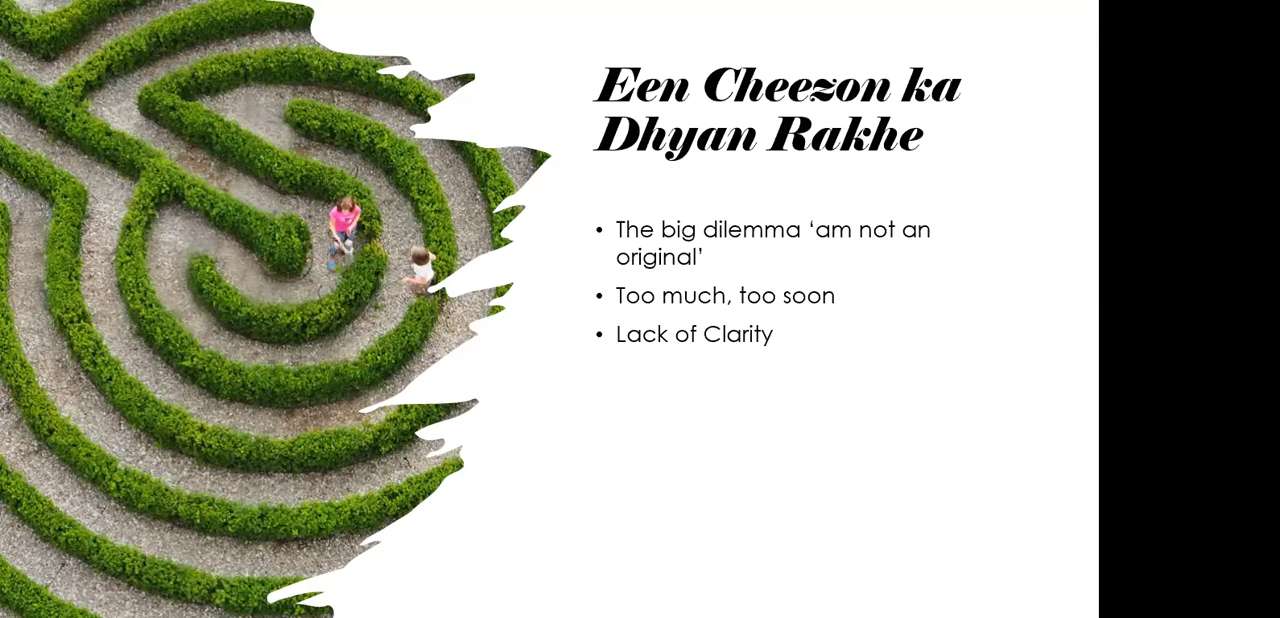 Een Cheezon ka
Dhyan Rakhe
• The big dilemma ‘am not an
original’
• Too much, too soon
• Lack of Clarity